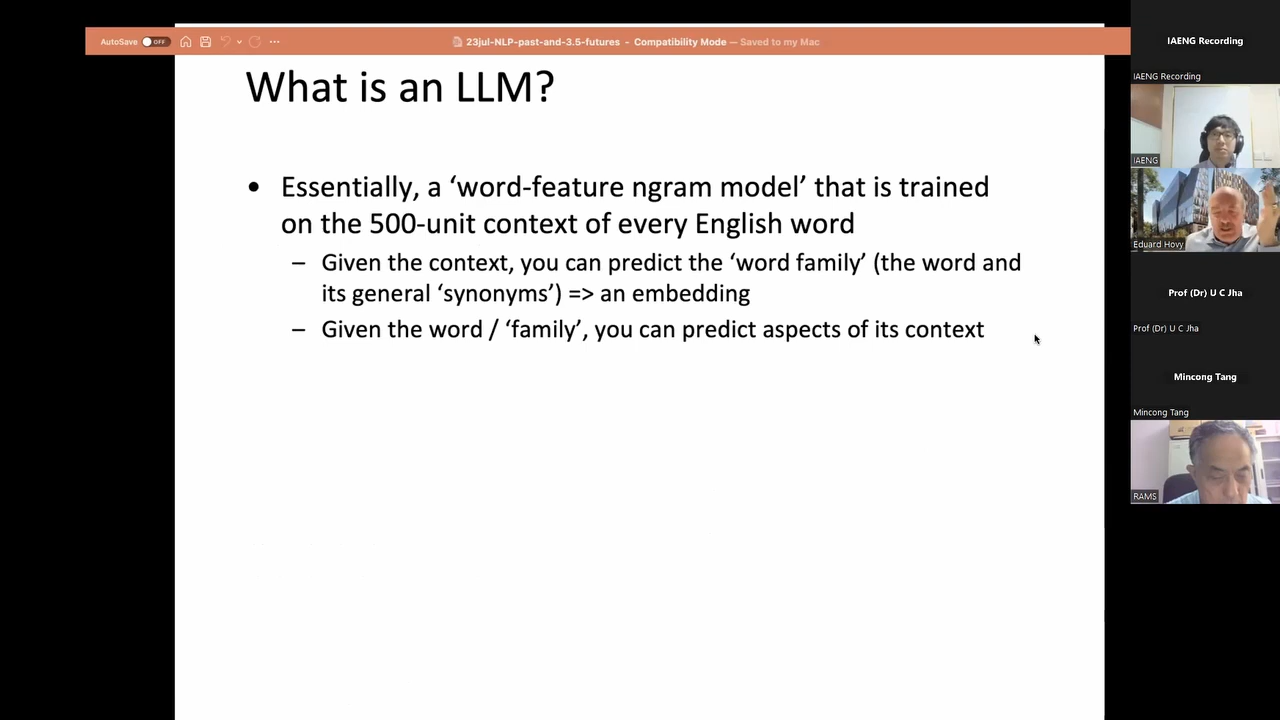 AutoSave OFF
23jul-NLP-past-and-3.5-futures - Compatibility Mode — Saved to my Mac
What is an LLM?
• Essentially, a ‘word-feature ngram model’ that is trained
on the 500-unit context of every English word
– Given the context, you can predict the ‘word family’ (the word and
its general ‘synonyms’) => an embedding
– Given the word / ‘family’, you can predict aspects of its context
IAENG Recording
IAENG Recording
IAENG
Eduard Hovy
Prof (Dr) U C Jha
Prof (Dr) U C Jha
Mincong Tang
Mincong Tang
RAMS